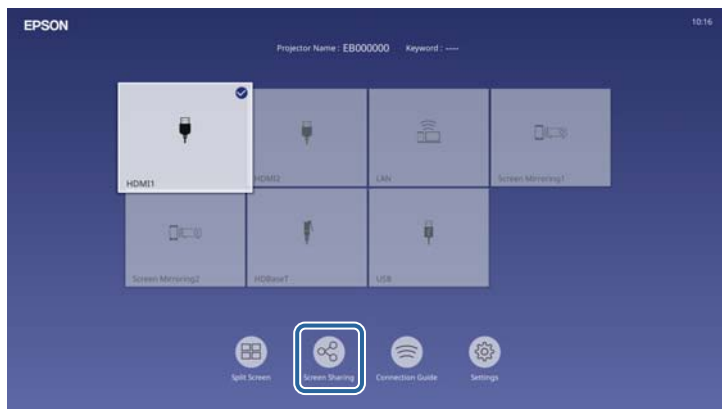 EPSON
10:16
Projector Name : EB000000 Keyword : ----
HDMI1
HDMI2
LAN
Screen Mirroring1
Screen Mirroring2
HDBaseT
USB
Split Screen
Screen Sharing
Connection Guide
Settings